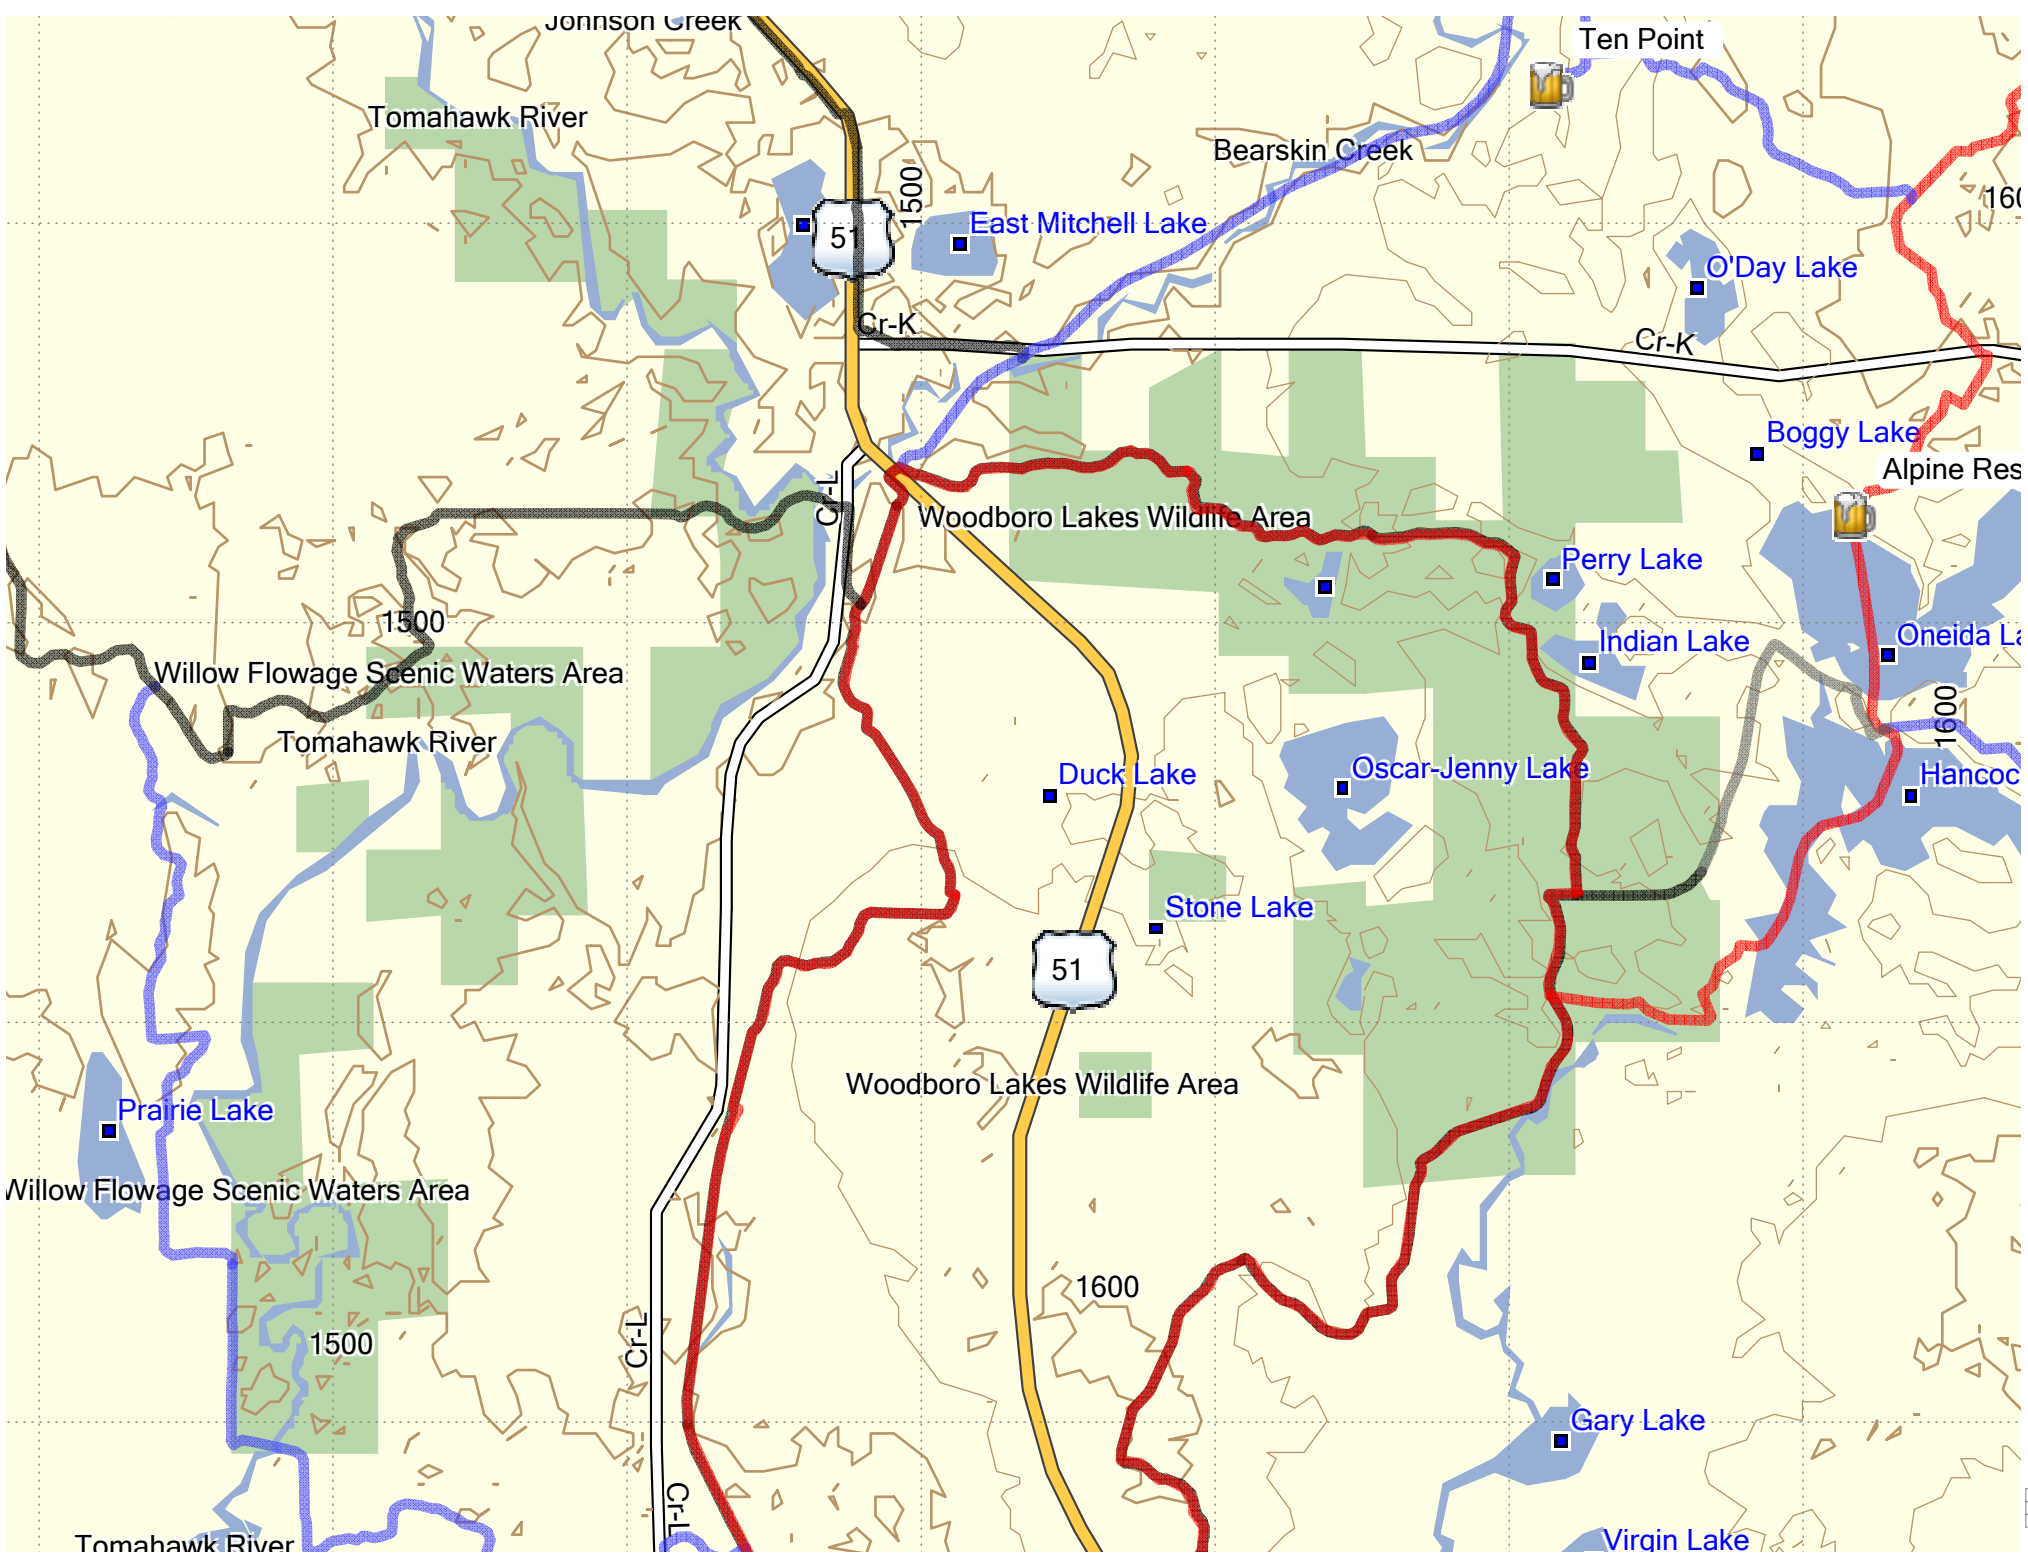 Johnson Creek
Ten Point
Tomahawk River
Bearskin Creek
1500
160
51
East Mitchell Lake
O'Day Lake
Cr-K
Cr-K
Boggy Lake
Alpine Res
Cr-L
Woodboro Lakes Wildlife Area
Perry Lake
1500
Indian Lake
Oneida La
Willow Flowage Scenic Waters Area
1600
Tomahawk River
Duck Lake
Oscar-Jenny Lake
Hancoc
Stone Lake
51
Woodboro Lakes Wildlife Area
Prairie Lake
Willow Flowage Scenic Waters Area
1600
1500
Cr-L
Gary Lake
Cr-L
Tomahawk River
Virgin Lake